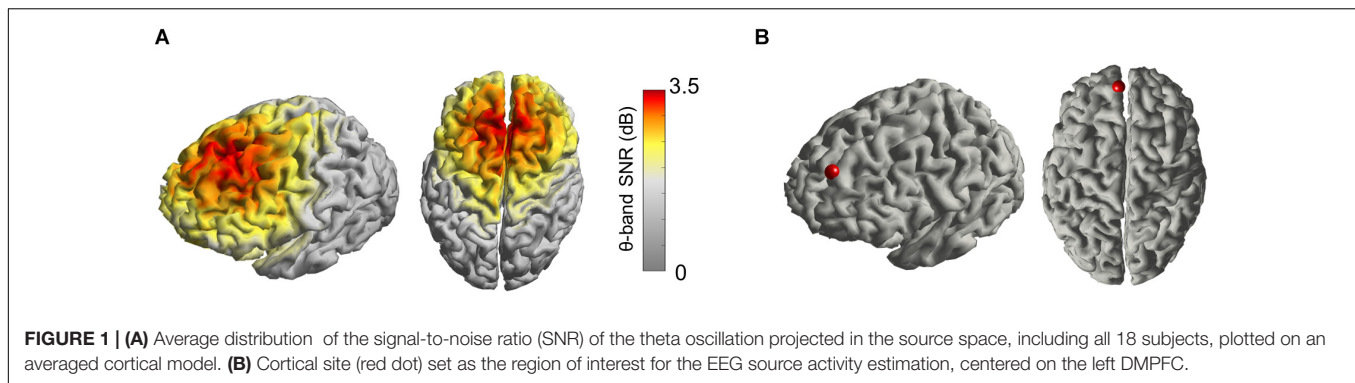 A
B
3.5
θ-band SNR (dB)
0
FIGURE 1 | (A) Average distribution of the signal-to-noise ratio (SNR) of the theta oscillation projected in the source space, including all 18 subjects, plotted on an
averaged cortical model. (B) Cortical site (red dot) set as the region of interest for the EEG source activity estimation, centered on the left DMPFC.